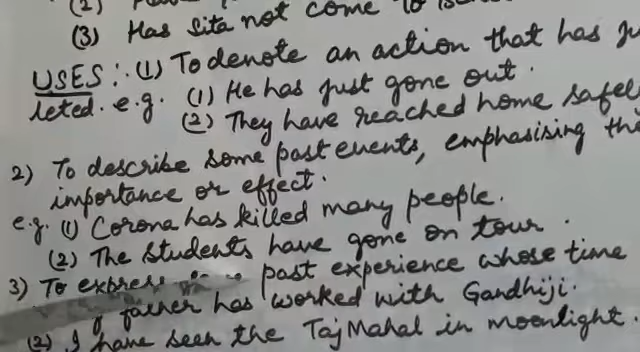 (2)
(3) Has Sita not come to
USES :. (1) To denote an action that has
leted. e.g. (1) He has just gone out.
(2) They have reached home safel
2) To describe some past events, emphasising
importance or effect.
e.g. (1) Corona has killed many people.
(2) The students have gone on tour.
3) To express past experience whose time
father has worked with Gandhiji.
(2) I have seen the Taj Mahal in moonlight.